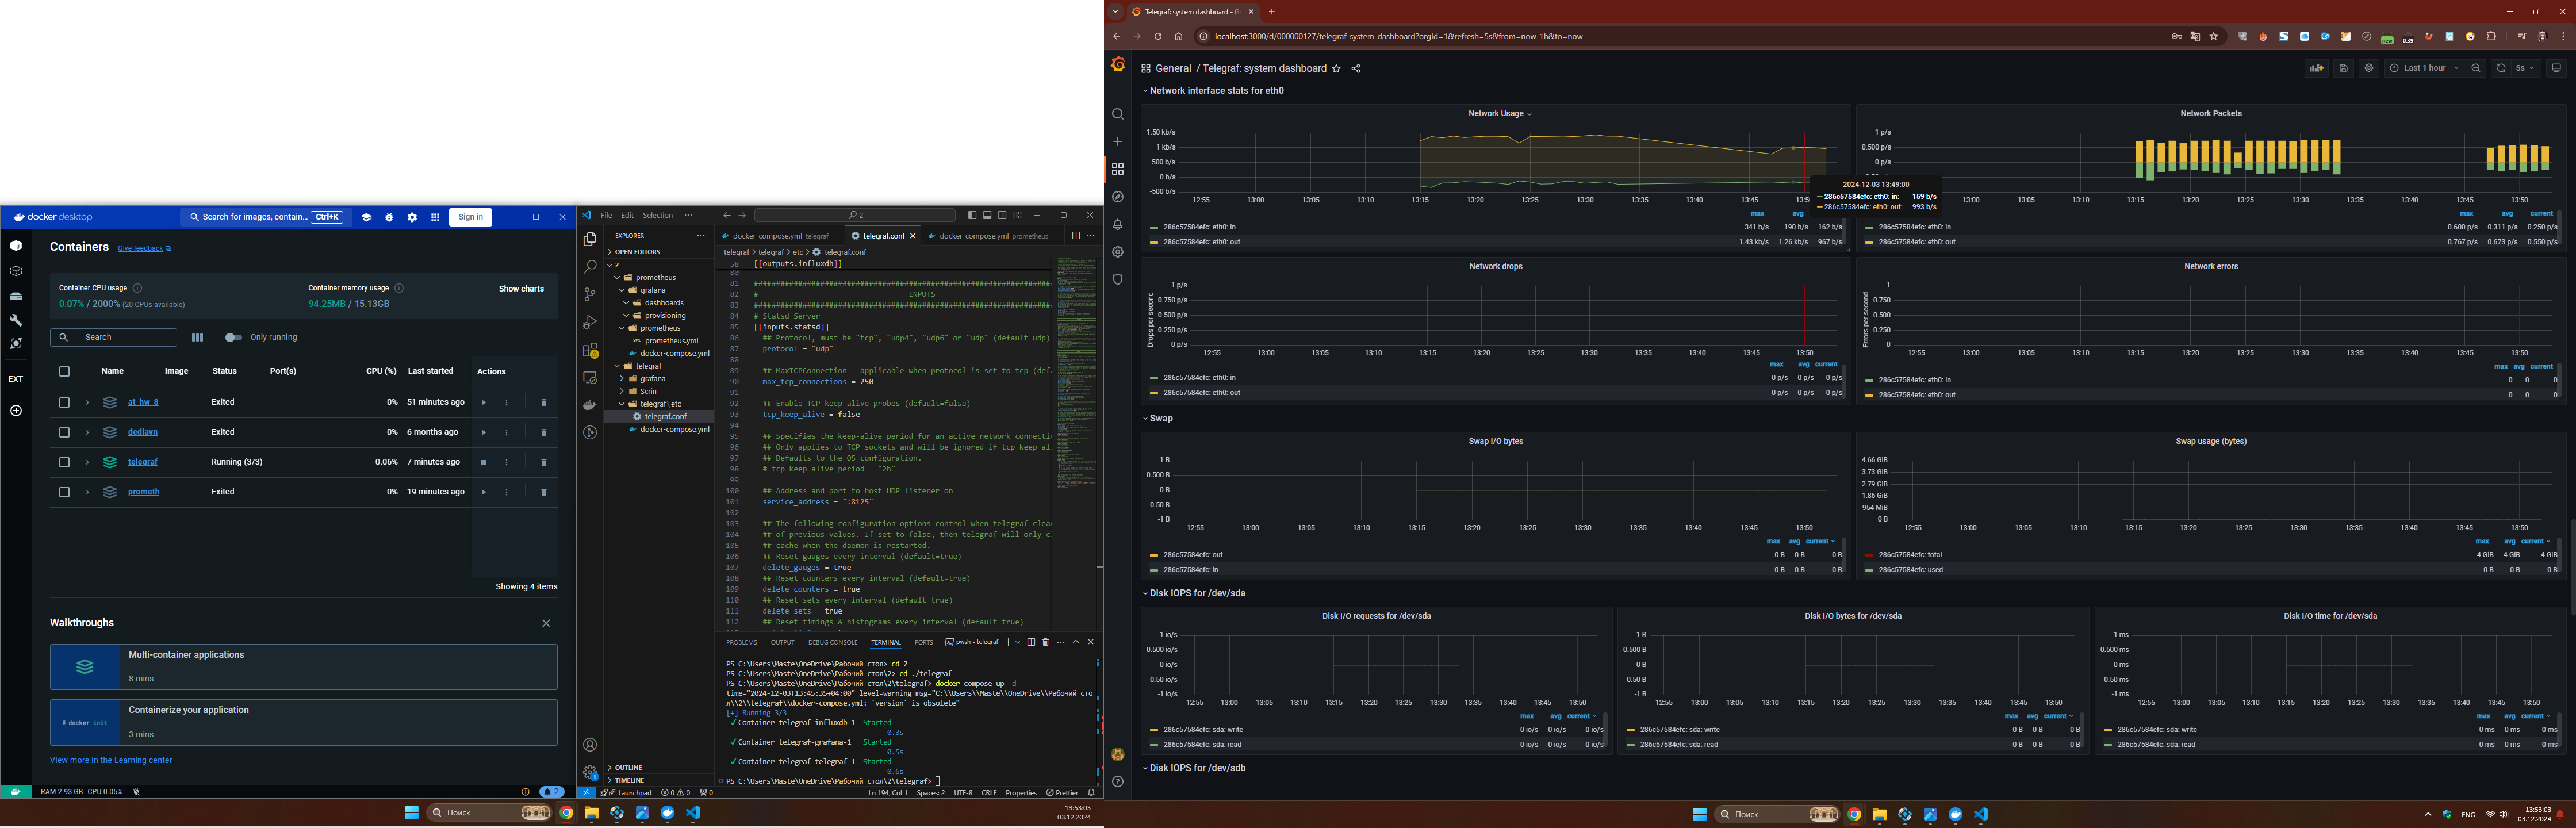 docker desktop
Search for images, contain... Ctrl+K
Sign in
Containers Give feedback
Container CPU usage
0.07% / 2000% (20 CPUs available)
Container memory usage
94.25MB / 15.13GB
Show charts
Search
Only running
Name Image Status Port(s) CPU (%) Last started Actions
at_hw_8 Exited 0% 51 minutes ago
dedlayn Exited 0% 6 months ago
telegraf Running (3/3) 0.06% 7 minutes ago
prometh Exited 0% 19 minutes ago
EXT
Showing 4 items
Walkthroughs
Multi-container applications
8 mins
$ docker init
Containerize your application
3 mins
View more in the Learning center
RAM 2.93 GB CPU 0.05%
2
File Edit Selection ···
2
EXPLORER
OPEN EDITORS
2
prometheus
grafana
dashboards
provisioning
prometheus
prometheus.yml
docker-compose.yml
telegraf
grafana
Scrin
telegraf\etc
telegraf.conf
docker-compose.yml
OUTLINE
TIMELINE
docker-compose.yml telegraf
telegraf.conf
docker-compose.yml prometheus
telegraf > telegraf > etc > telegraf.conf
58 [[outputs.influxdb]]
80
81 ####################################################################
82 # INPUTS
83 ####################################################################
84 # Statsd Server
85 [[inputs.statsd]]
86 ## Protocol, must be "tcp", "udp4", "udp6" or "udp" (default=udp)
87 protocol = "udp"
88
89 ## MaxTCPConnection - applicable when protocol is set to tcp (defa
90 max_tcp_connections = 250
91
92 ## Enable TCP keep alive probes (default=false)
93 tcp_keep_alive = false
94
95 ## Specifies the keep-alive period for an active network connectio
96 ## Only applies to TCP sockets and will be ignored if tcp_keep_al
97 ## Defaults to the OS configuration.
98 # tcp_keep_alive_period = "2h"
99
100 ## Address and port to host UDP listener on
101 service_address = ":8125"
102
103 ## The following configuration options control when telegraf clear
104 ## of previous values. If set to false, then telegraf will only cl
105 ## cache when the daemon is restarted.
106 ## Reset gauges every interval (default=true)
107 delete_gauges = true
108 ## Reset counters every interval (default=true)
109 delete_counters = true
110 ## Reset sets every interval (default=true)
111 delete_sets = true
112 ## Reset timings & histograms every interval (default=true)
PROBLEMS OUTPUT DEBUG CONSOLE TERMINAL PORTS pwsh - telegraf
PS C:\Users\Maste\OneDrive\Рабочий стол> cd 2
PS C:\Users\Maste\OneDrive\Рабочий стол\2> cd ./telegraf
PS C:\Users\Maste\OneDrive\Рабочий стол\2\telegraf> docker compose up -d
time="2024-12-03T13:45:35+04:00" level=warning msg="C:\\Users\\Maste\\OneDrive\\Рабочий сто
л\\2\\telegraf\\docker-compose.yml: `version` is obsolete"
[+] Running 3/3
✔ Container telegraf-influxdb-1 Started
0.3s
✔ Container telegraf-grafana-1 Started
0.5s
✔ Container telegraf-telegraf-1 Started
0.6s
PS C:\Users\Maste\OneDrive\Рабочий стол\2\telegraf>
Launchpad 0 0 0 Ln 194, Col 1 Spaces: 2 UTF-8 CRLF Properties Prettier
Поиск
13:53:03
03.12.2024
Telegraf: system dashboard - G
localhost:3000/d/000000127/telegraf-system-dashboard?orgId=1&refresh=5s&from=now-1h&to=now
new 0.39
General / Telegraf: system dashboard
Last 1 hour 5s
Network interface stats for eth0
Network Usage
1.50 kb/s
1 kb/s
500 b/s
0 b/s
-500 b/s
12:55 13:00 13:05 13:10 13:15 13:20 13:25 13:30 13:35 13:40 13:45 13:50
max avg
286c57584efc: eth0: in 341 b/s 190 b/s 162 b/s
286c57584efc: eth0: out 1.43 kb/s 1.26 kb/s 967 b/s
2024-12-03 13:49:00
286c57584efc: eth0: in: 159 b/s
286c57584efc: eth0: out: 993 b/s
Network Packets
1 p/s
0.500 p/s
0 p/s
12:55 13:00 13:05 13:10 13:15 13:20 13:25 13:30 13:35 13:40 13:45 13:50
max avg current
286c57584efc: eth0: in 0.600 p/s 0.311 p/s 0.250 p/s
286c57584efc: eth0: out 0.767 p/s 0.673 p/s 0.550 p/s
Network drops
Drops per second
1 p/s
0.750 p/s
0.500 p/s
0.250 p/s
0 p/s
12:55 13:00 13:05 13:10 13:15 13:20 13:25 13:30 13:35 13:40 13:45 13:50
max avg current
286c57584efc: eth0: in 0 p/s 0 p/s 0 p/s
286c57584efc: eth0: out 0 p/s 0 p/s 0 p/s
Network errors
Errors per second
1
0.750
0.500
0.250
0
12:55 13:00 13:05 13:10 13:15 13:20 13:25 13:30 13:35 13:40 13:45 13:50
max avg current
286c57584efc: eth0: in 0 0 0
286c57584efc: eth0: out 0 0 0
Swap
Swap I/O bytes
1 B
0.500 B
0 B
-0.50 B
-1 B
12:55 13:00 13:05 13:10 13:15 13:20 13:25 13:30 13:35 13:40 13:45 13:50
max avg current
286c57584efc: out 0 B 0 B 0 B
286c57584efc: in 0 B 0 B 0 B
Swap usage (bytes)
4.66 GiB
3.73 GiB
2.79 GiB
1.86 GiB
954 MiB
0 B
12:55 13:00 13:05 13:10 13:15 13:20 13:25 13:30 13:35 13:40 13:45 13:50
max avg current
286c57584efc: total 4 GiB 4 GiB 4 GiB
286c57584efc: used 0 B 0 B 0 B
Disk IOPS for /dev/sda
Disk I/O requests for /dev/sda
1 io/s
0.500 io/s
0 io/s
-0.50 io/s
-1 io/s
12:55 13:00 13:05 13:10 13:15 13:20 13:25 13:30 13:35 13:40 13:45 13:50
max avg current
286c57584efc: sda: write 0 io/s 0 io/s 0 io/s
286c57584efc: sda: read 0 io/s 0 io/s 0 io/s
Disk I/O bytes for /dev/sda
1 B
0.500 B
0 B
-0.50 B
-1 B
12:55 13:00 13:05 13:10 13:15 13:20 13:25 13:30 13:35 13:40 13:45 13:50
max avg current
286c57584efc: sda: write 0 B 0 B 0 B
286c57584efc: sda: read 0 B 0 B 0 B
Disk I/O time for /dev/sda
1 ms
0.500 ms
0 ms
-0.50 ms
-1 ms
12:55 13:00 13:05 13:10 13:15 13:20 13:25 13:30 13:35 13:40 13:45 13:50
max avg current
286c57584efc: sda: write 0 ms 0 ms 0 ms
286c57584efc: sda: read 0 ms 0 ms 0 ms
Disk IOPS for /dev/sdb
Поиск
ENG
13:53:03
03.12.2024